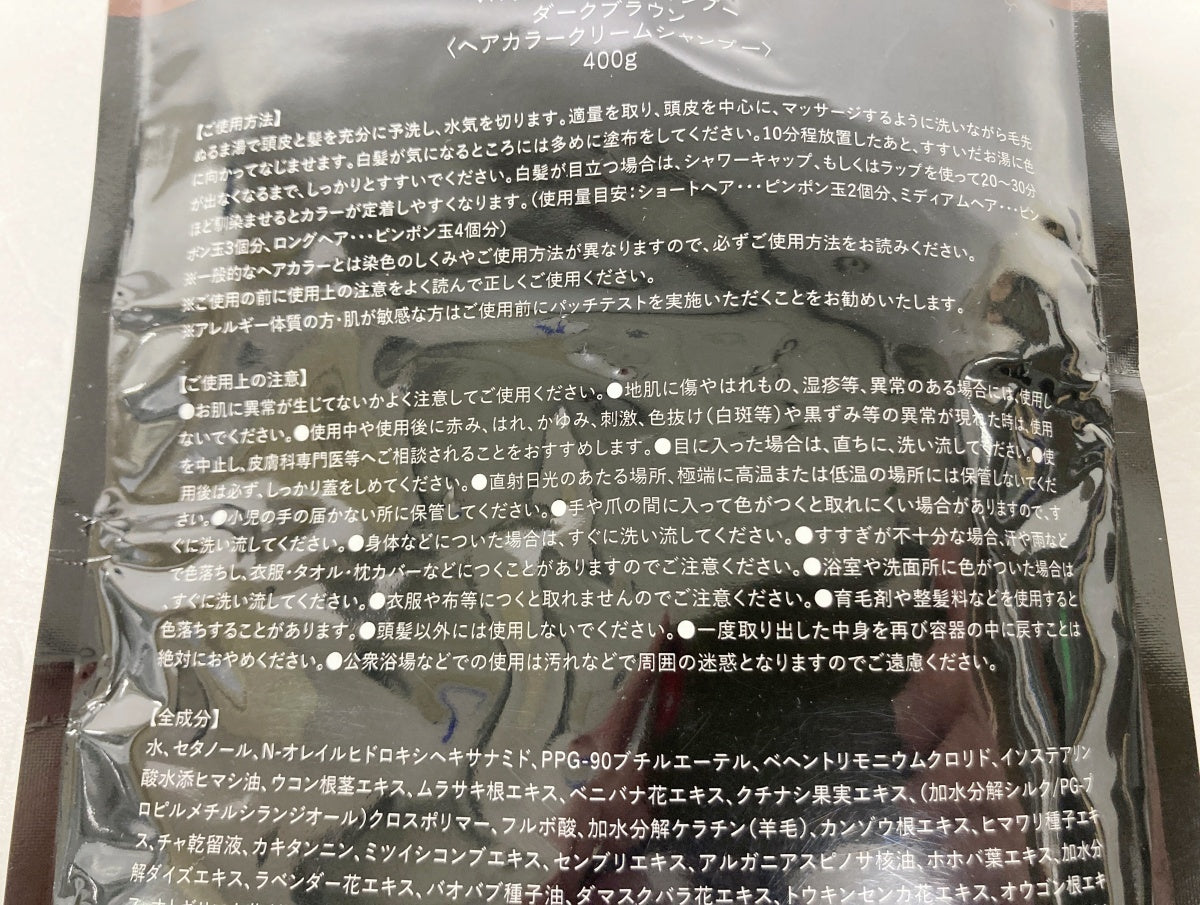 ダークブラウン
〈ヘアカラークリームシャンプー〉
400g
【ご使用方法】
ぬるま湯で頭皮と髪を充分に予洗し、水気を切ります。適量を取り、頭皮を中心に、マッサージするように洗いながら毛先
に向かってなじませます。白髪が気になるところには多めに塗布をしてください。10分程放置したあと、すすいだお湯に色
が出なくなるまで、しっかりとすすいでください。白髪が目立つ場合は、シャワーキャップ、もしくはラップを使って20〜30分
ほど馴染ませるとカラーが定着しやすくなります。(使用量目安:ショートヘア・・・ピンポン玉2個分、ミディアムヘア・・・ピン
ポン玉3個分、ロングヘア・・・ピンポン玉4個分)
※一般的なヘアカラーとは染色のしくみやご使用方法が異なりますので、必ずご使用方法をお読みください。
※ご使用の前に使用上の注意をよく読んで正しくご使用ください。
※アレルギー体質の方・肌が敏感な方はご使用前にパッチテストを実施いただくことをお勧めいたします。
【ご使用上の注意】
●お肌に異常が生じてないかよく注意してご使用ください。●地肌に傷やはれもの、湿疹等、異常のある場合には、使用し
ないでください。●使用中や使用後に赤み、はれ、かゆみ、刺激、色抜け(白斑等)や黒ずみ等の異常が現れた時は、使用
を中止し、皮膚科専門医等へご相談されることをおすすめします。●目に入った場合は、直ちに、洗い流してください。●使
用後は必ず、しっかり蓋をしめてください。●直射日光のあたる場所、極端に高温または低温の場所には保管しないでくだ
さい。●小児の手の届かない所に保管してください。●手や爪の間に入って色がつくと取れにくい場合がありますので、す
ぐに洗い流してください。●身体などについた場合は、すぐに洗い流してください。●すすぎが不十分な場合、汗や雨など
で色落ちし、衣服・タオル・枕カバーなどにつくことがありますのでご注意ください。●浴室や洗面所に色がついた場合は
、すぐに洗い流してください。●衣服や布等につくと取れませんのでご注意ください。●育毛剤や整髪料などを使用すると
色落ちすることがあります。●頭髪以外には使用しないでください。●一度取り出した中身を再び容器の中に戻すことは
絶対におやめください。●公衆浴場などでの使用は汚れなどで周囲の迷惑となりますのでご遠慮ください。
【全成分】
水、セタノール、N-オレイルヒドロキシヘキサナミド、PPG-90ブチルエーテル、ベヘントリモニウムクロリド、インステアリン
酸水添ヒマシ油、ウコン根茎エキス、ムラサキ根エキス、ベニバナ花エキス、クチナシ果実エキス、(加水分解シルク/PG-プ
ロピルメチルシランジオール)クロスポリマー、フルボ酸、加水分解ケラチン(羊毛)、カンゾウ根エキス、ヒマワリ種子エキ
ス、チャ乾留液、カキタンニン、ミツイシコンブエキス、センブリエキス、アルガニアスピノサ核油、ホホバ葉エキス、加水分
解ダイズエキス、ラベンダー花エキス、バオバブ種子油、ダマスクバラ花エキス、トウキンセンカ花エキス、オウゴン根エキ